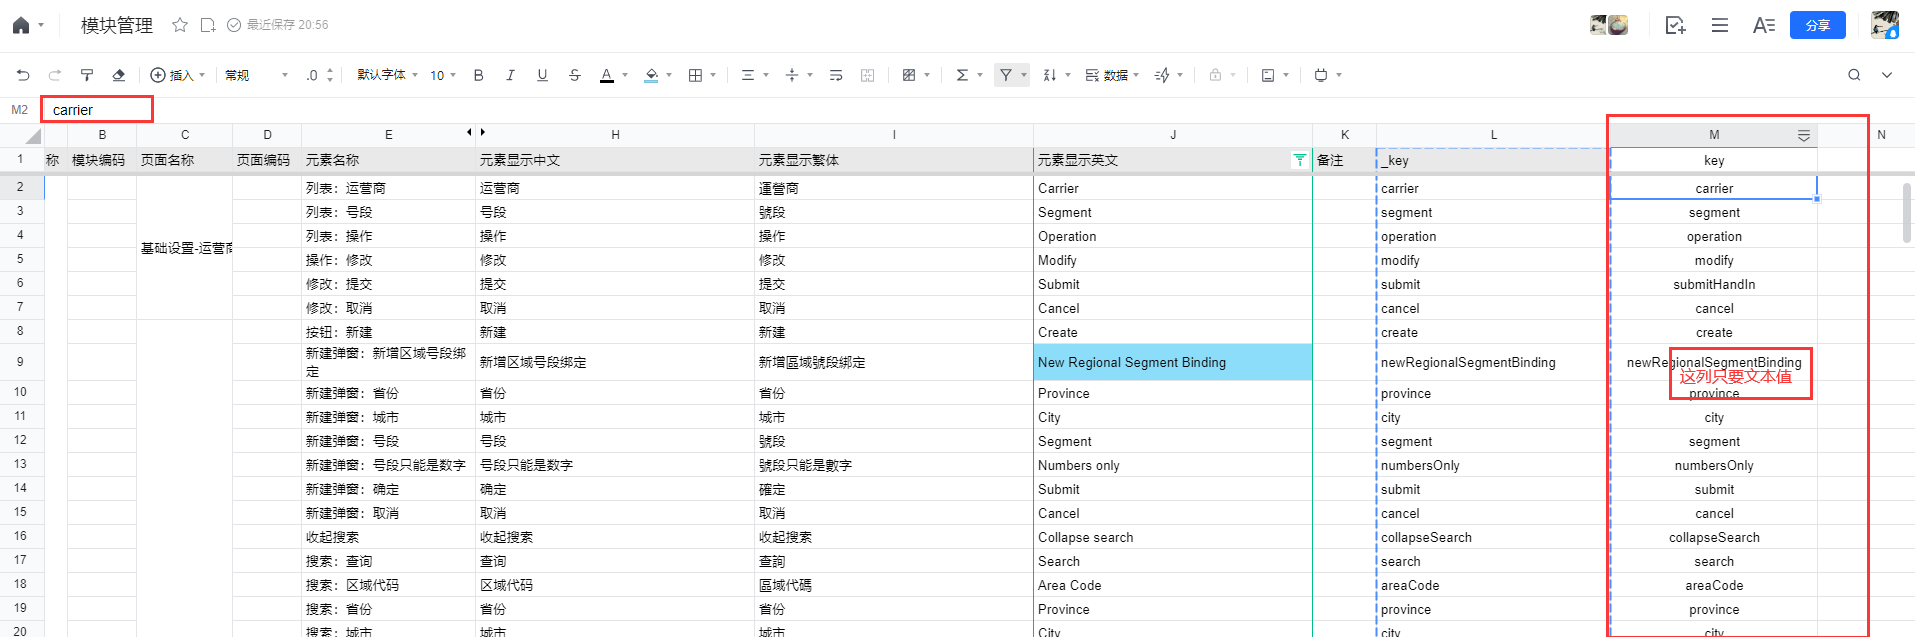 模块管理 最近保存 20:56 分享
插入 常规 .0 默认字体 10 B I U S A 数据
M2 carrier
B C D E H I J K L M N
1 称 模块编码 页面名称 页面编码 元素名称 元素显示中文 元素显示繁体 元素显示英文 备注 _key key
2 列表：运营商 运营商 運營商 Carrier carrier carrier
3 列表：号段 号段 號段 Segment segment segment
4 列表：操作 操作 操作 Operation operation operation
基础设置-运营商
5 操作：修改 修改 修改 Modify modify modify
6 修改：提交 提交 提交 Submit submit submitHandIn
7 修改：取消 取消 取消 Cancel cancel cancel
8 按钮：新建 新建 新建 Create create create
9 新建弹窗：新增区域号段绑
定 新增区域号段绑定 新增區域號段綁定 New Regional Segment Binding newRegionalSegmentBinding newRegionalSegmentBinding
这列只要文本值
10 新建弹窗：省份 省份 省份 Province province province
11 新建弹窗：城市 城市 城市 City city city
12 新建弹窗：号段 号段 號段 Segment segment segment
13 新建弹窗：号段只能是数字 号段只能是数字 號段只能是數字 Numbers only numbersOnly numbersOnly
14 新建弹窗：确定 确定 確定 Submit submit submit
15 新建弹窗：取消 取消 取消 Cancel cancel cancel
16 收起搜索 收起搜索 收起搜索 Collapse search collapseSearch collapseSearch
17 搜索：查询 查询 查詢 Search search search
18 搜索：区域代码 区域代码 區域代碼 Area Code areaCode areaCode
19 搜索：省份 省份 省份 Province province province
20 搜索：城市 城市 城市 City city city